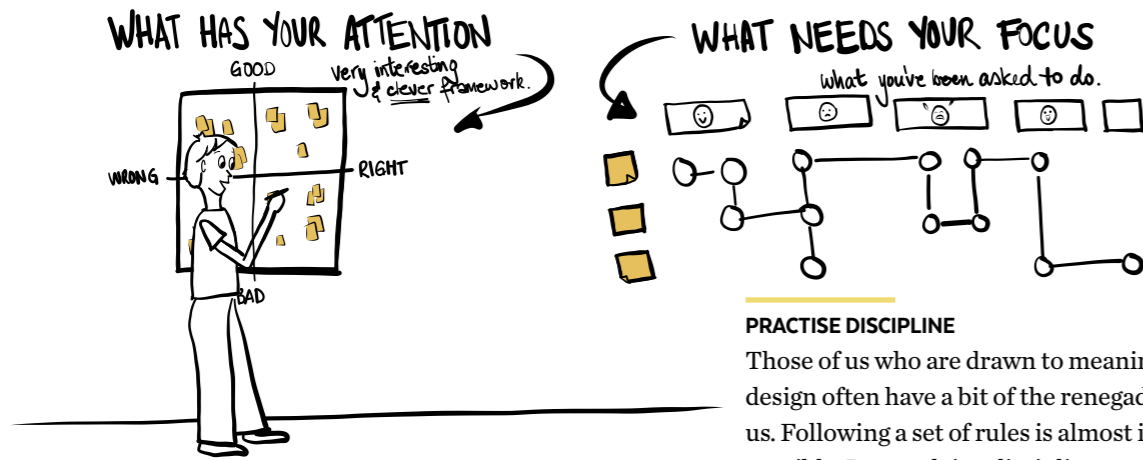 WHAT HAS YOUR ATTENTION
very interesting
& clever framework.
GOOD
WRONG
RIGHT
BAD
WHAT NEEDS YOUR FOCUS
what you've been asked to do.
PRACTISE DISCIPLINE
Those of us who are drawn to meanin
design often have a bit of the renegad
us. Following a set of rules is almost i